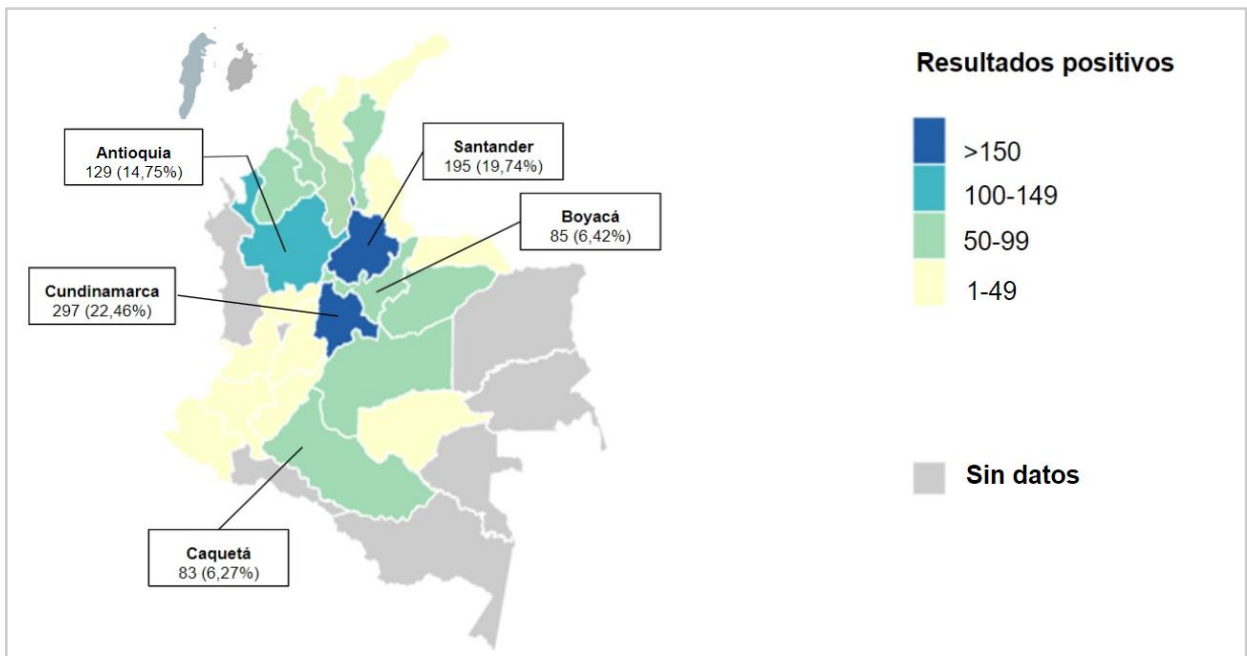 Resultados positivos
>150
100-149
50-99
1-49
Sin datos
Antioquia
129 (14,75%)
Santander
195 (19,74%)
Boyacá
85 (6,42%)
Cundinamarca
297 (22,46%)
Caquetá
83 (6,27%)